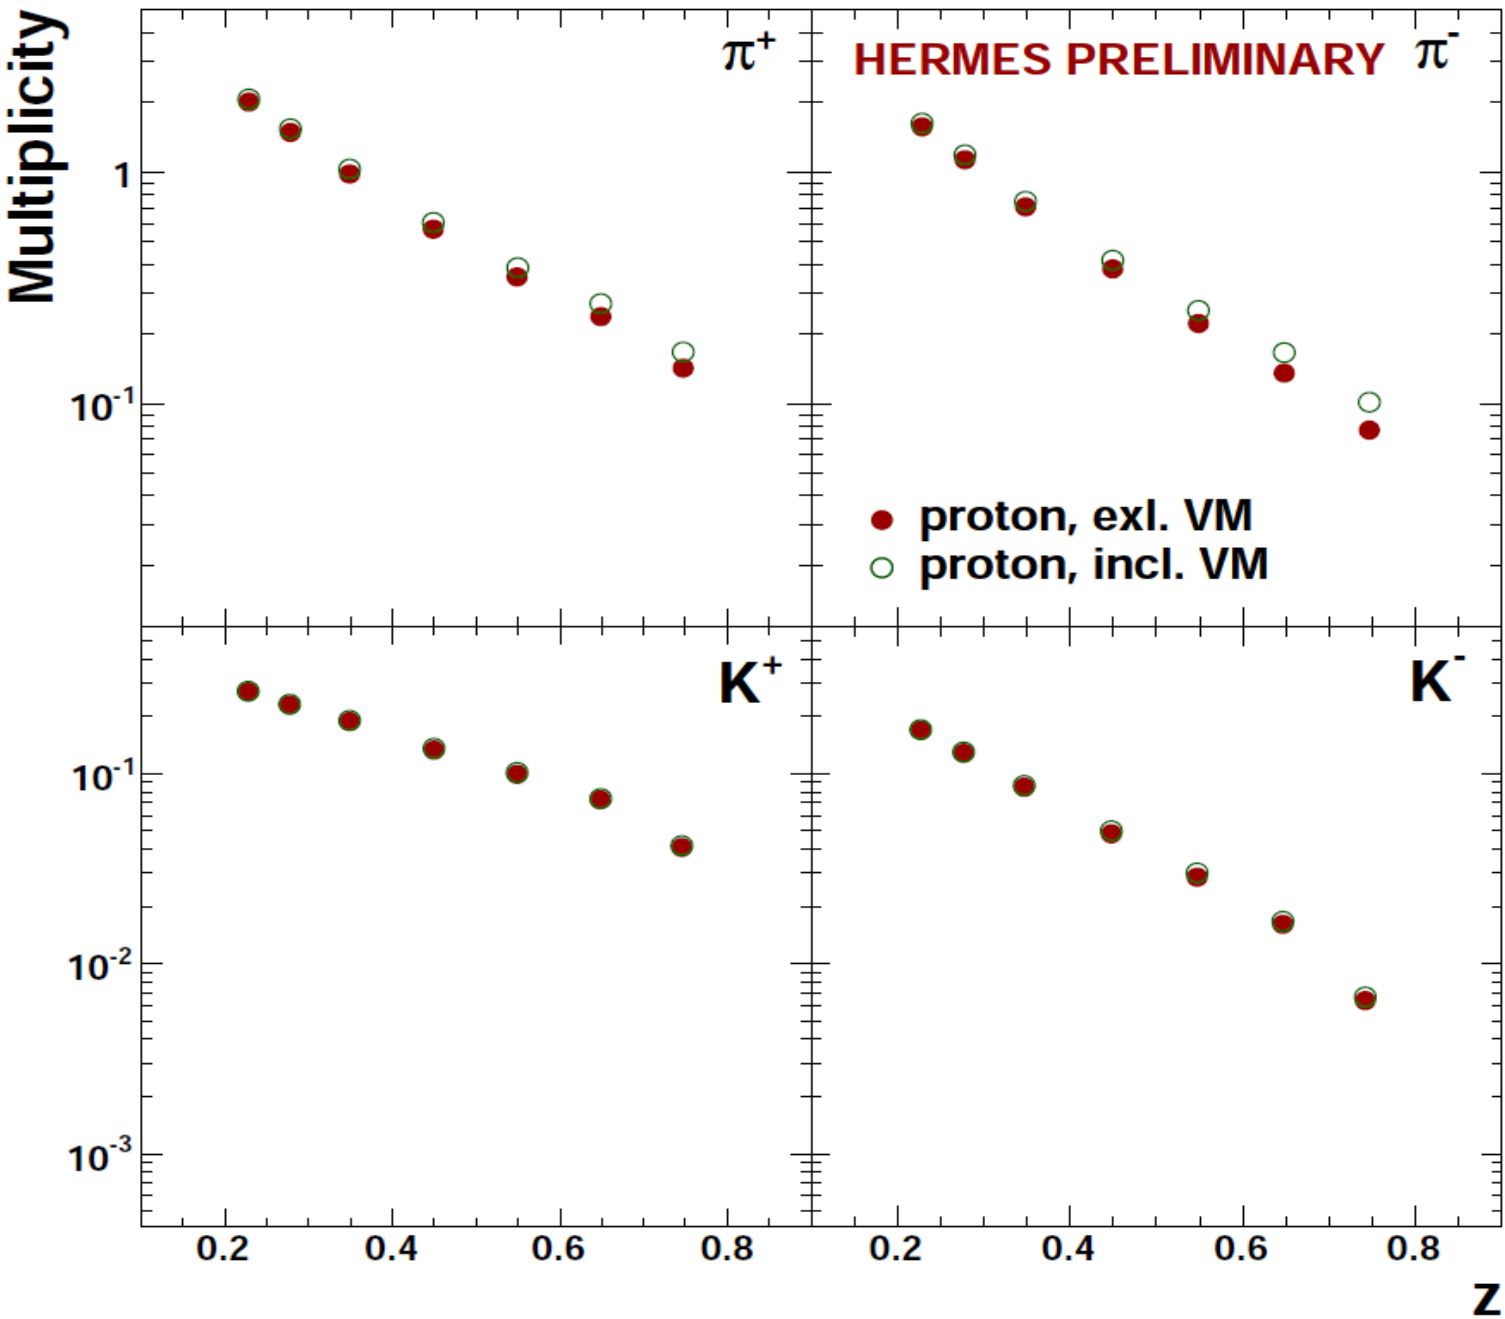 Multiplicity
π+
HERMES PRELIMINARY
π-
1
10-1
proton, exl. VM
proton, incl. VM
K+
K-
10-1
10-2
10-3
0.2 0.4 0.6 0.8 0.2 0.4 0.6 0.8
z